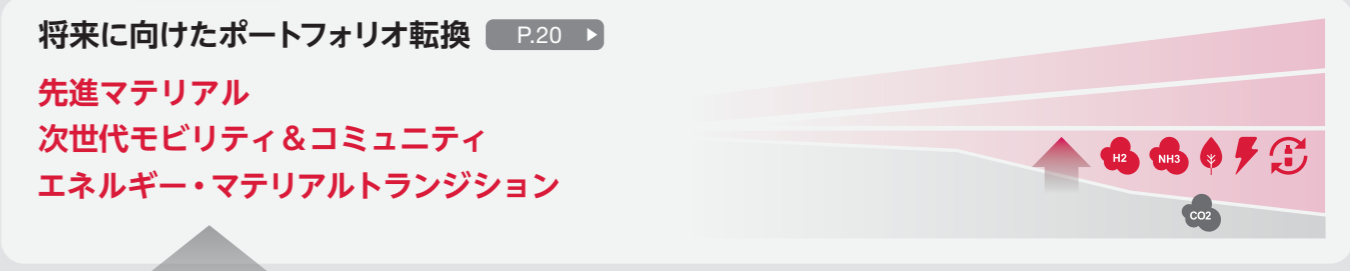 将来に向けたポートフォリオ転換 P.20
先進マテリアル
次世代モビリティ＆コミュニティ
エネルギー・マテリアルトランジション
H2 NH3
CO2